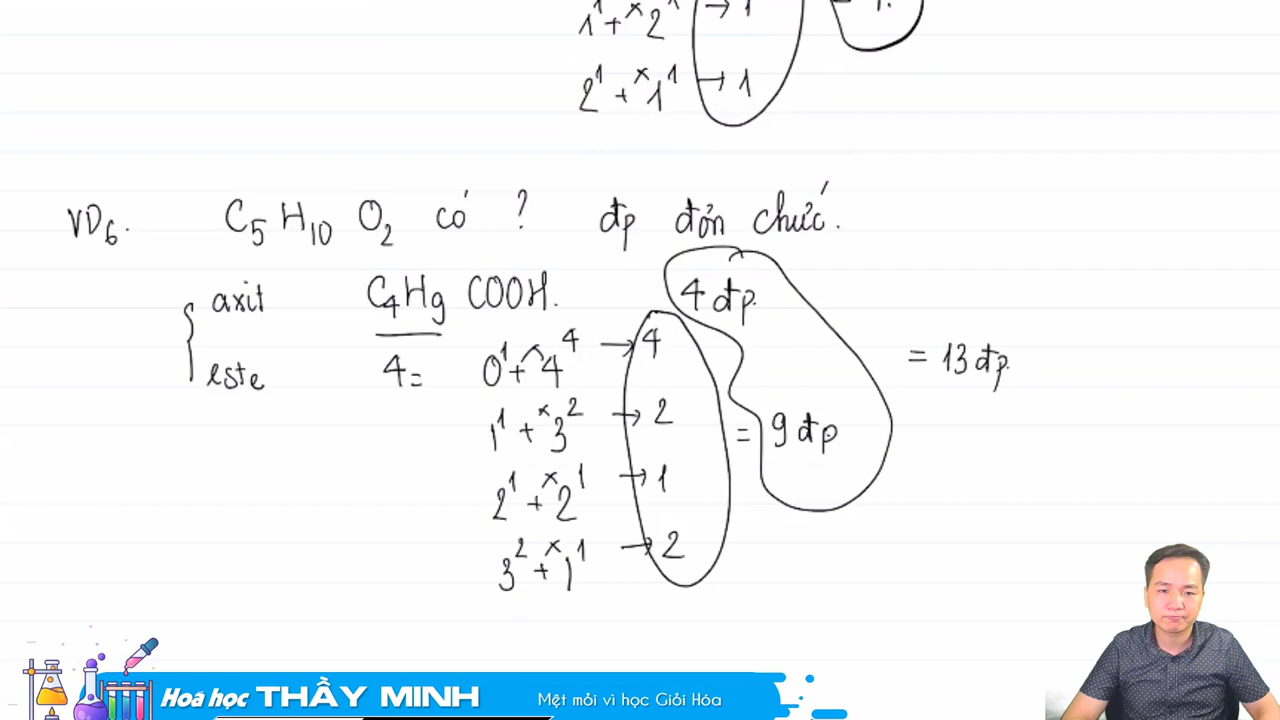 1¹ + ˣ2¹ → 1
2¹ + ˣ1¹ → 1
VD₆. C₅H₁₀O₂ có ? đp đơn chức.
axit C₄H₉ COOH. 4 đp.
este 4 = 0¹ + ˣ4⁴ → 4 = 13 đp.
1¹ + ˣ3² → 2 = 9 đp
2¹ + ˣ2¹ → 1
3² + ˣ1¹ → 2
Hoá học THẦY MINH Mệt mỏi vì học Giỏi Hóa